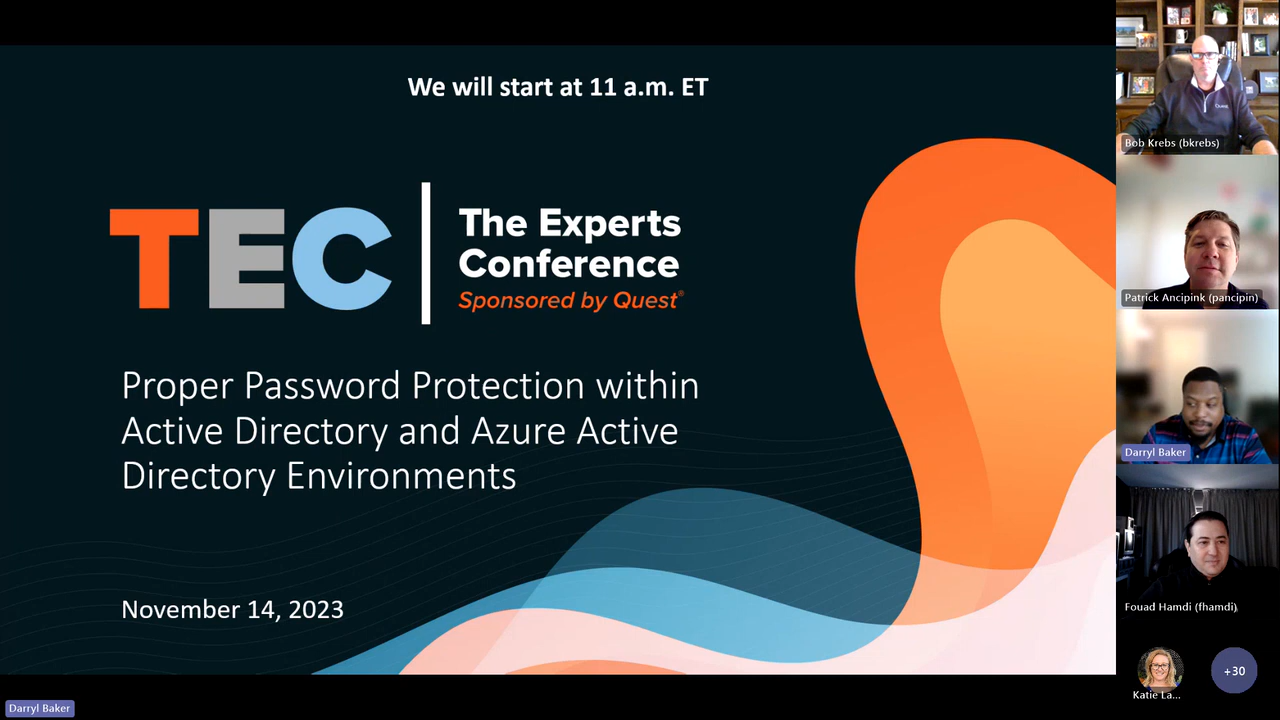 We will start at 11 a.m. ET
TEC
The Experts
Conference
Sponsored by Quest®
Proper Password Protection within
Active Directory and Azure Active
Directory Environments
November 14, 2023
Darryl Baker
Bob Krebs (bkrebs)
Patrick Ancipink (pancipin)
Darryl Baker
Fouad Hamdi (fhamdi)
Katie La...
+30